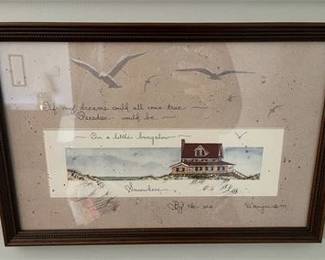 If my dreams could all come true
Paradise would be
In a little bungalow
Somewhere
By the sea